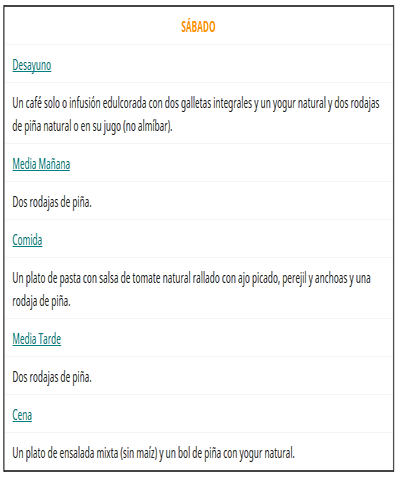 SÁBADO
Desayuno
Un café solo o infusión edulcorada con dos galletas integrales y un yogur natural y dos rodajas
de piña natural o en su jugo (no almíbar).
Media Mañana
Dos rodajas de piña.
Comida
Un plato de pasta con salsa de tomate natural rallado con ajo picado, perejil y anchoas y una
rodaja de piña.
Media Tarde
Dos rodajas de piña.
Cena
Un plato de ensalada mixta (sin maíz) y un bol de piña con yogur natural.